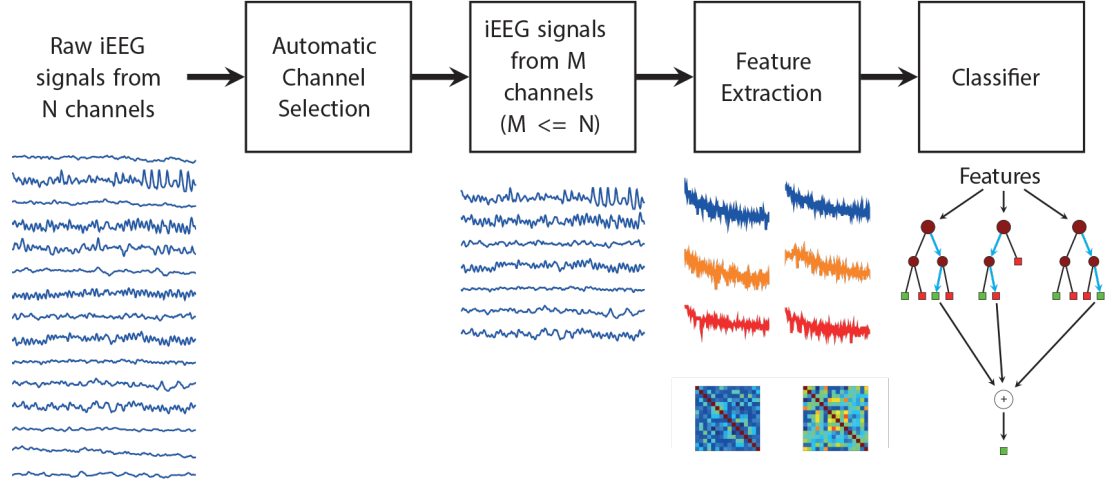 Raw iEEG
signals from
N channels
Automatic
Channel
Selection
iEEG signals
from M
channels
(M <= N)
Feature
Extraction
Classifier
Features
+